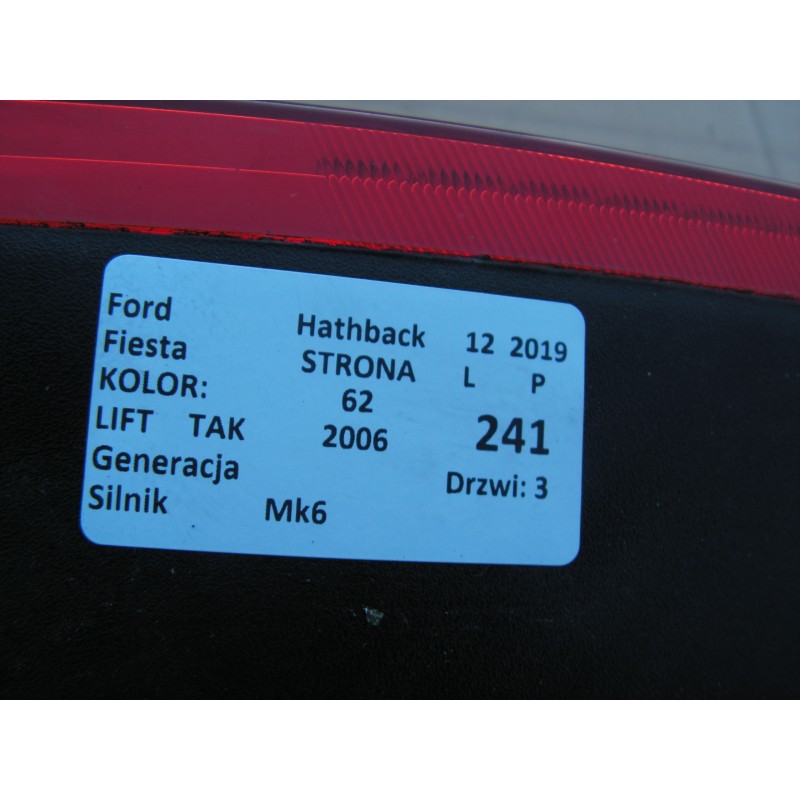 Ford Hathback 12 2019
Fiesta STRONA L P
KOLOR: 62
LIFT TAK 2006 241
Generacja Drzwi: 3
Silnik Mk6